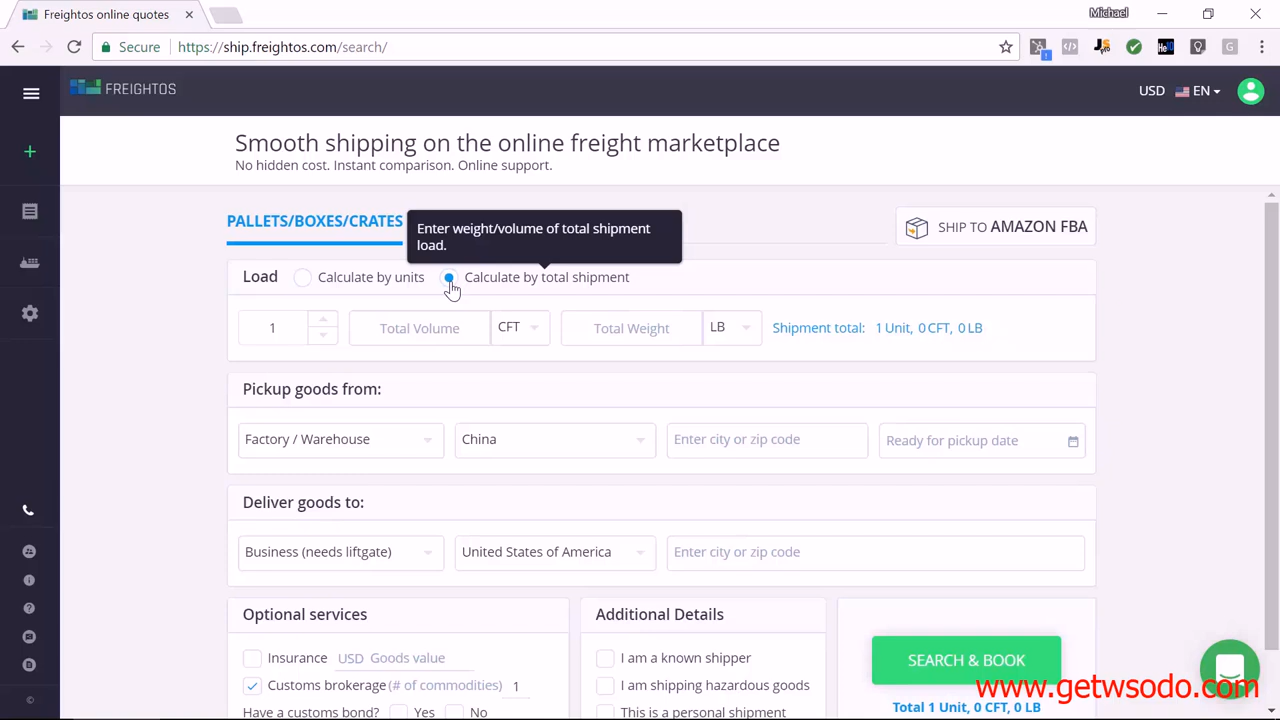 Freightos online quotes
Michael
Secure https://ship.freightos.com/search/
FREIGHTOS
USD EN
Smooth shipping on the online freight marketplace
No hidden cost. Instant comparison. Online support.
PALLETS/BOXES/CRATES
Enter weight/volume of total shipment
load.
SHIP TO AMAZON FBA
Load Calculate by units Calculate by total shipment
1 Total Volume CFT Total Weight LB Shipment total: 1 Unit, 0 CFT, 0 LB
Pickup goods from:
Factory / Warehouse China Enter city or zip code Ready for pickup date
Deliver goods to:
Business (needs liftgate) United States of America Enter city or zip code
Optional services Additional Details
Insurance USD Goods value I am a known shipper
SEARCH & BOOK
Customs brokerage (# of commodities) 1 I am shipping hazardous goods
www.getwsodo.com
Have a customs bond? Yes No This is a personal shipment
Total 1 Unit, 0 CFT, 0 LB